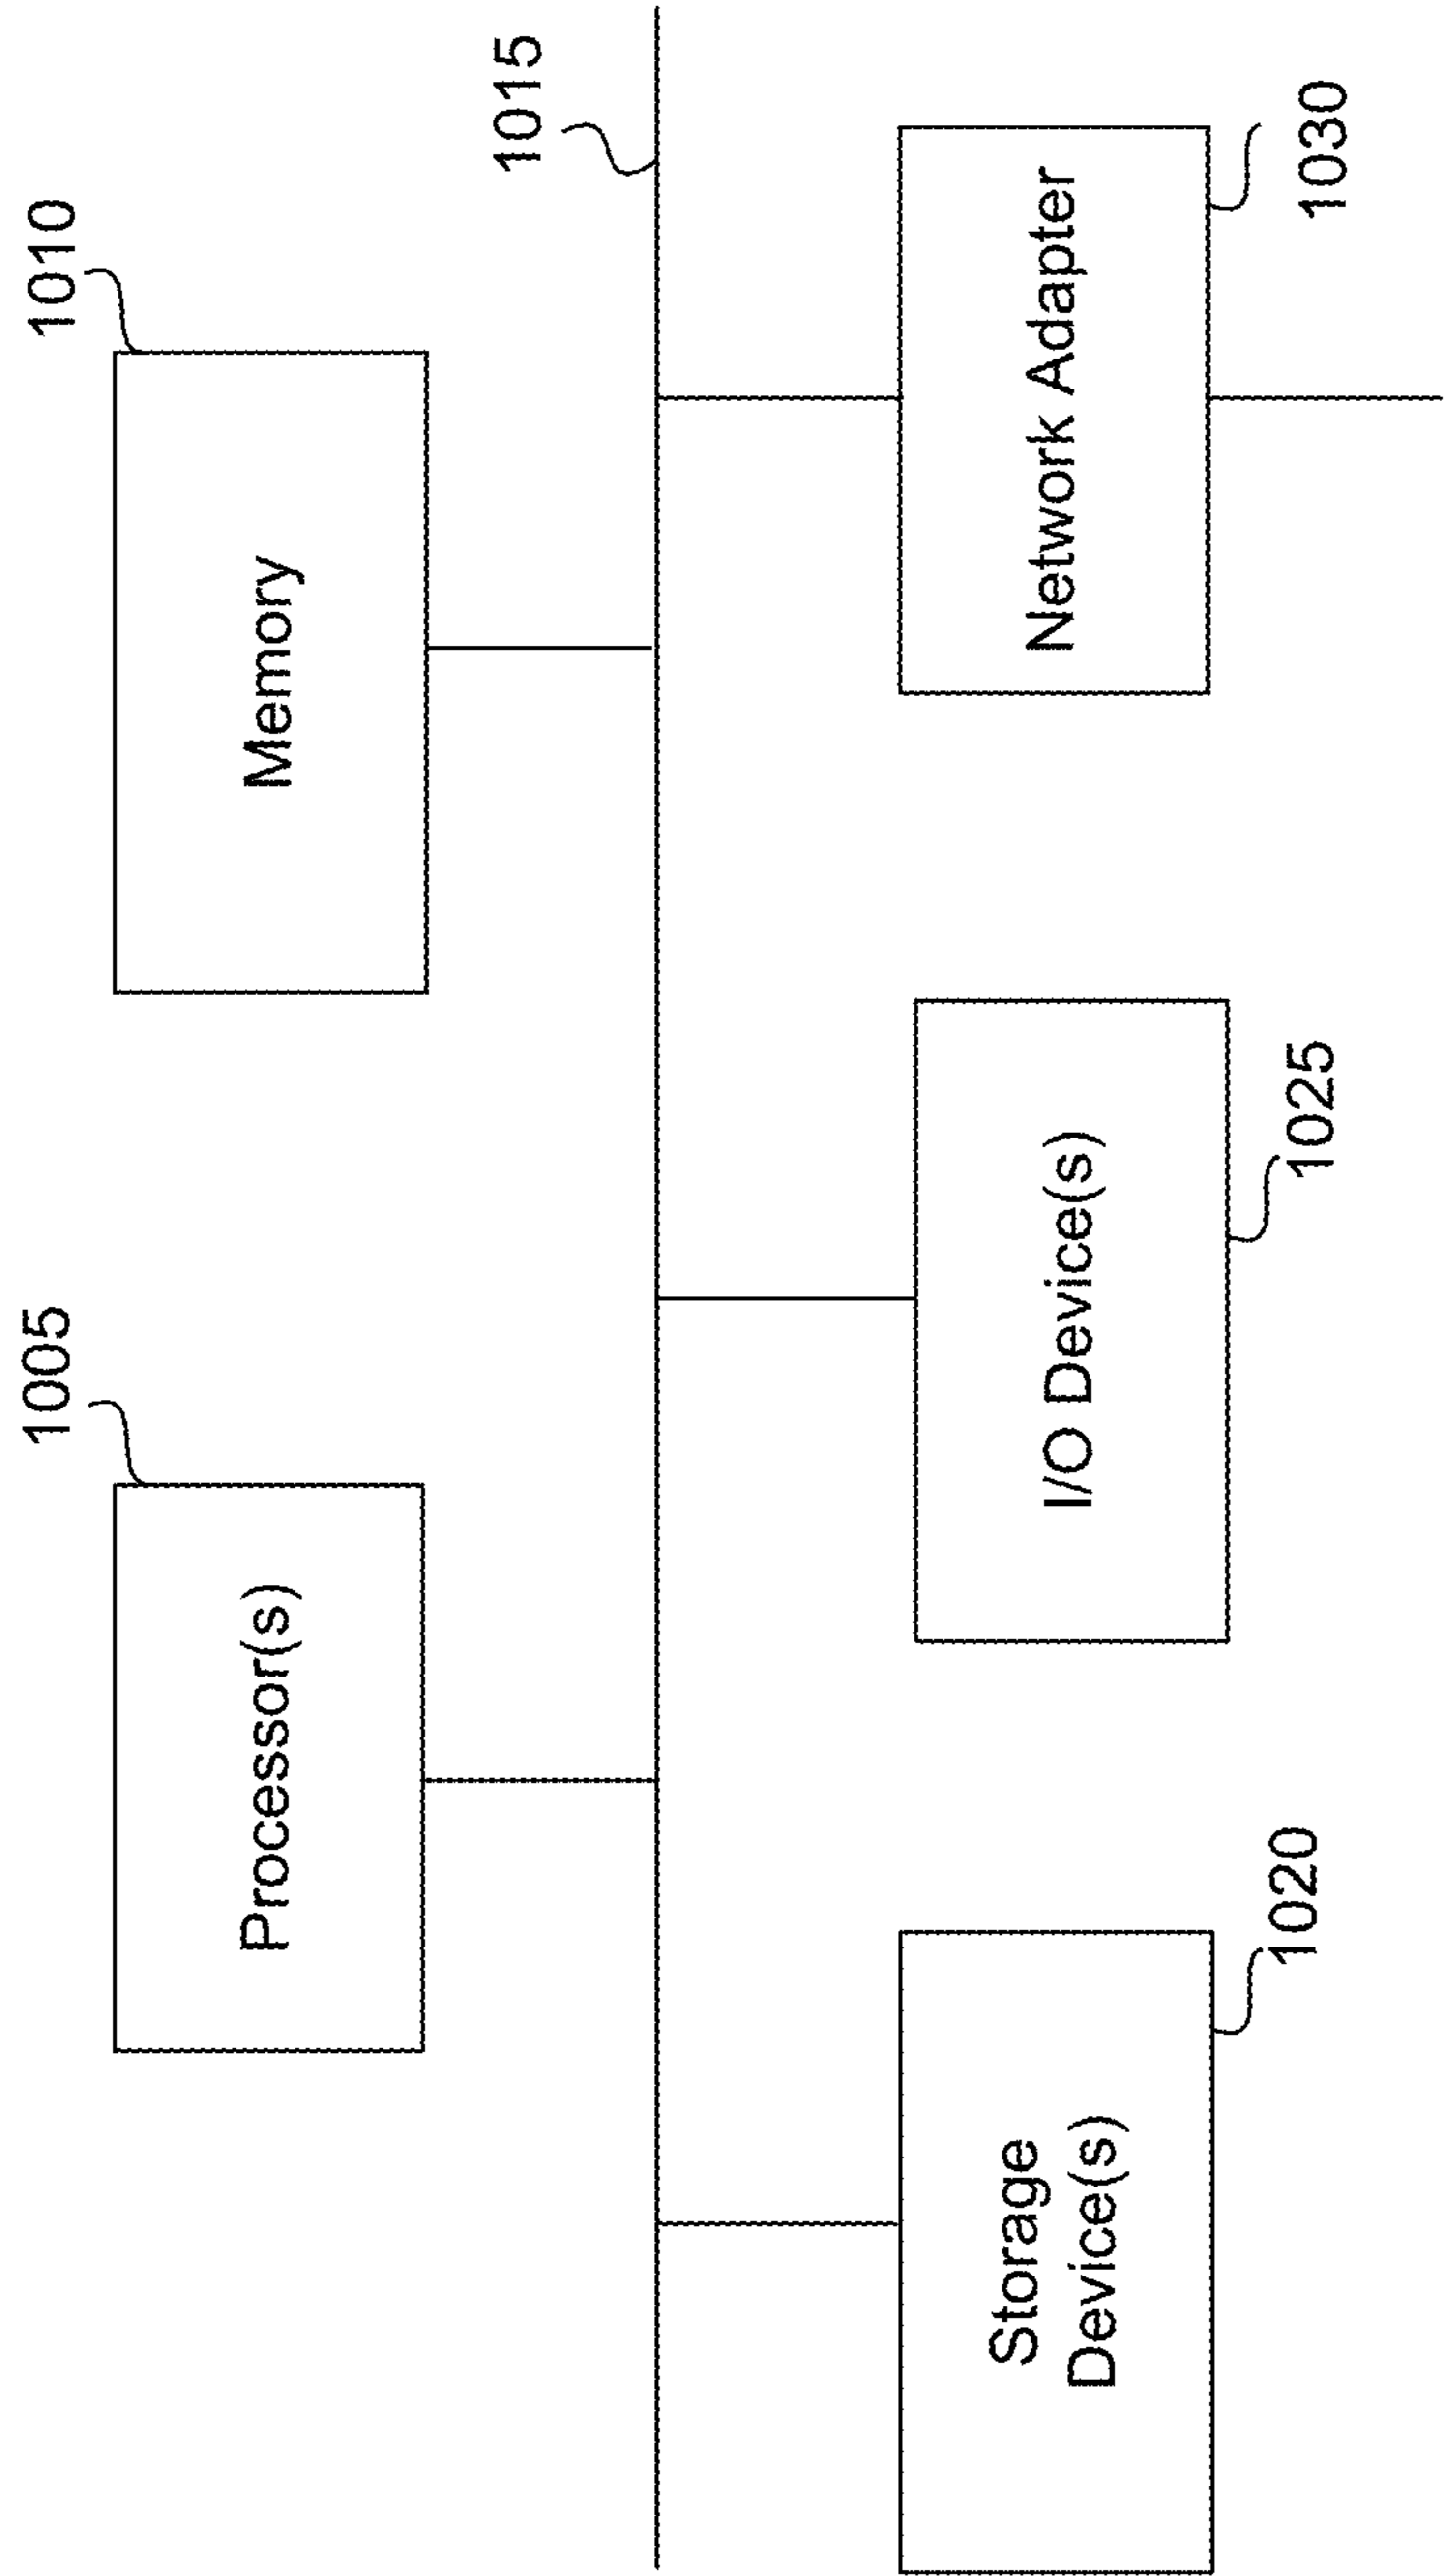 1005
1010
Processor(s)
Memory
1015
Storage
Device(s)
I/O Device(s)
Network Adapter
1020
1025
1030